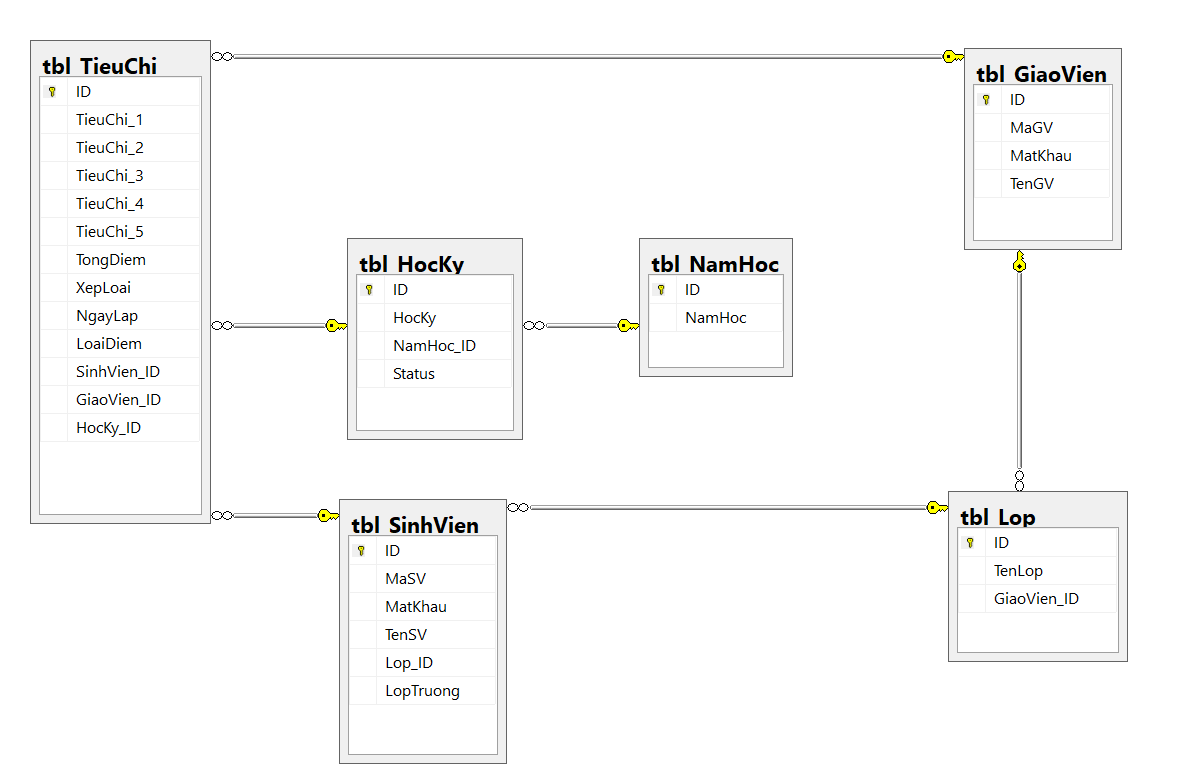 tbl_TieuChi
ID
TieuChi_1
TieuChi_2
TieuChi_3
TieuChi_4
TieuChi_5
TongDiem
XepLoai
NgayLap
LoaiDiem
SinhVien_ID
GiaoVien_ID
HocKy_ID
tbl_GiaoVien
ID
MaGV
MatKhau
TenGV
tbl_HocKy
ID
HocKy
NamHoc_ID
Status
tbl_NamHoc
ID
NamHoc
tbl_SinhVien
ID
MaSV
MatKhau
TenSV
Lop_ID
LopTruong
tbl_Lop
ID
TenLop
GiaoVien_ID